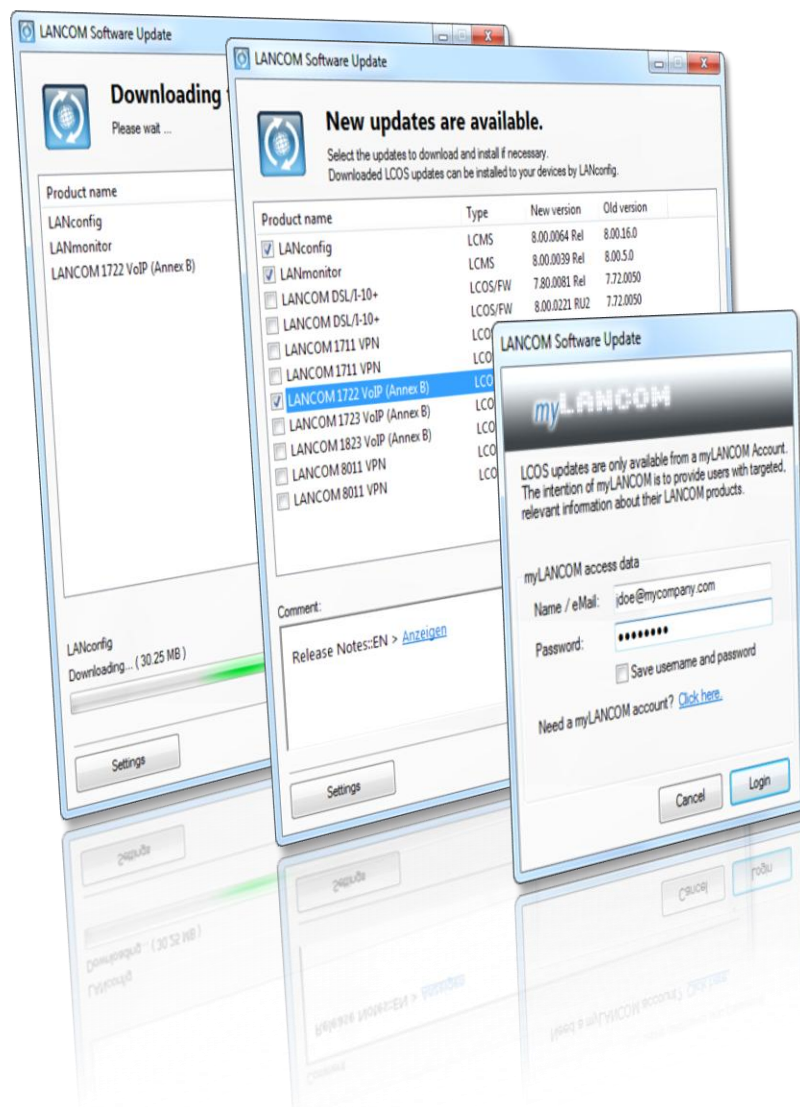 LANCOM Software Update
Downloading
Please wait ...
Product name
LANconfig
LANmonitor
LANCOM 1722 VoIP (Annex B)
LANconfig
Downloading... ( 30.25 MB )
Settings
LANCOM Software Update
New updates are available.
Select the updates to download and install if necessary.
Downloaded LCOS updates can be installed to your devices by LANconfig.
Product name Type New version Old version
LANconfig LCMS 8.00.0064 Rel 8.00.16.0
LANmonitor LCMS 8.00.0039 Rel 8.00.5.0
LANCOM DSL/I-10+ LCOS/FW 7.80.0081 Rel 7.72.0050
LANCOM DSL/I-10+ LCOS/FW 8.00.0221 RU2 7.72.0050
LANCOM 1711 VPN LCO
LANCOM 1711 VPN LCO
LANCOM 1722 VoIP (Annex B) LCO
LANCOM 1723 VoIP (Annex B) LCO
LANCOM 1823 VoIP (Annex B) LCO
LANCOM 8011 VPN LCO
LANCOM 8011 VPN LCO
Comment:
Release Notes::EN > Anzeigen
Settings
LANCOM Software Update
myLANCOM
LCOS updates are only available from a myLANCOM Account.
The intention of myLANCOM is to provide users with targeted,
relevant information about their LANCOM products.
myLANCOM access data
Name / eMail: jdoe@mycompany.com
Password:
Save username and password
Need a myLANCOM account? Click here.
Cancel Login